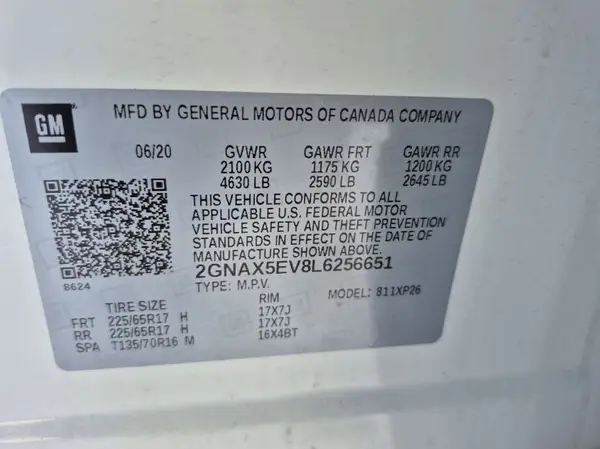 GM
MFD BY GENERAL MOTORS OF CANADA COMPANY
06/20 GVWR GAWR FRT GAWR RR
2100 KG 1175 KG 1200 KG
4630 LB 2590 LB 2645 LB
THIS VEHICLE CONFORMS TO ALL
APPLICABLE U.S. FEDERAL MOTOR
VEHICLE SAFETY AND THEFT PREVENTION
STANDARDS IN EFFECT ON THE DATE OF
MANUFACTURE SHOWN ABOVE.
8624
2GNAX5EV8L6256651
TYPE: M.P.V. MODEL: 811XP26
TIRE SIZE RIM
FRT 225/65R17 H 17X7J
RR 225/65R17 H 17X7J
SPA T135/70R16 M 16X4BT